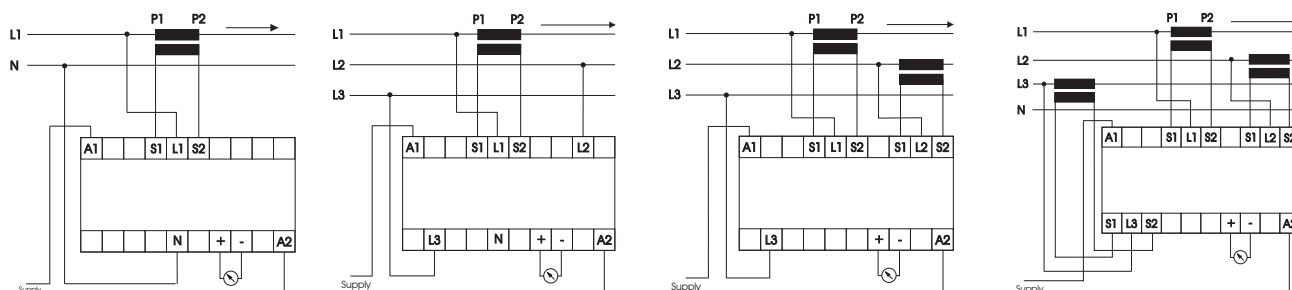 P1 P2
L1
N
A1 S1 L1 S2
N + - A2
Supply
P1 P2
L1
L2
L3
A1 S1 L1 S2 L2
L3 N + - A2
Supply
P1 P2
L1
L2
L3
A1 S1 L1 S2 S1 L2 S2
L3 + - A2
Supply
P1 P2
L1
L2
L3
N
A1 S1 L1 S2 S1 L2 S2
S1 L3 S2 + - A2
Supply